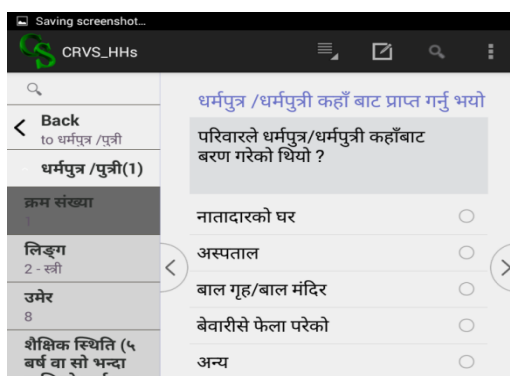 Saving screenshot...
CRVS_HHs
Back
to धर्मपुत्र /पुत्री
धर्मपुत्र /पुत्री(1)
क्रम संख्या
1
लिङ्ग
2 - स्त्री
उमेर
8
शैक्षिक स्थिति (५
बर्ष वा सो भन्दा
धर्मपुत्र /धर्मपुत्री कहाँ बाट प्राप्त गर्नु भयो
परिवारले धर्मपुत्र/धर्मपुत्री कहाँबाट
बरण गरेको थियो ?
नातादारको घर
अस्पताल
बाल गृह/बाल मंदिर
बेवारीसे फेला परेको
अन्य